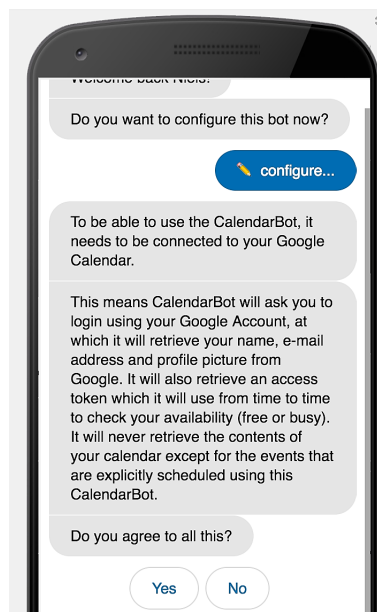 Welcome back Niels!
Do you want to configure this bot now?
✏️ configure...
To be able to use the CalendarBot, it
needs to be connected to your Google
Calendar.
This means CalendarBot will ask you to
login using your Google Account, at
which it will retrieve your name, e-mail
address and profile picture from
Google. It will also retrieve an access
token which it will use from time to time
to check your availability (free or busy).
It will never retrieve the contents of
your calendar except for the events that
are explicitly scheduled using this
CalendarBot.
Do you agree to all this?
Yes No